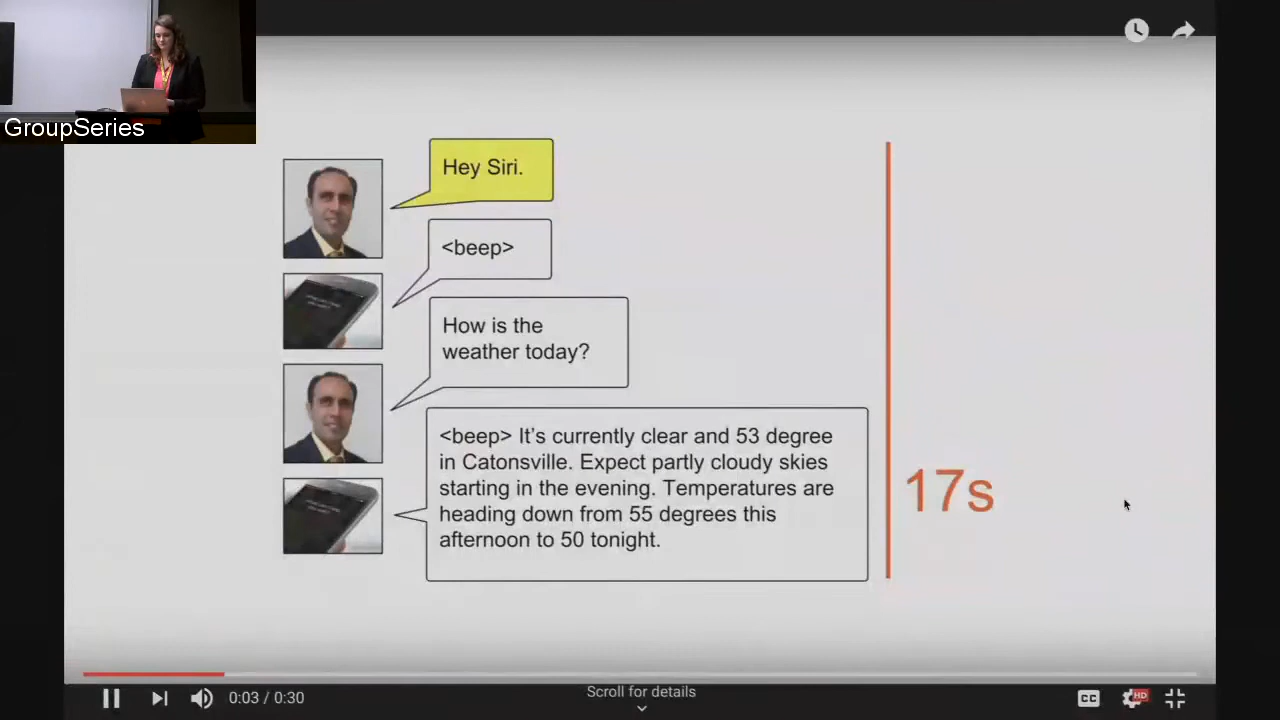 GroupSeries
Hey Siri.
<beep>
How is the
weather today?
<beep> It's currently clear and 53 degree
in Catonsville. Expect partly cloudy skies
starting in the evening. Temperatures are
heading down from 55 degrees this
afternoon to 50 tonight.
17s
0:03 / 0:30
Scroll for details
CC
HD